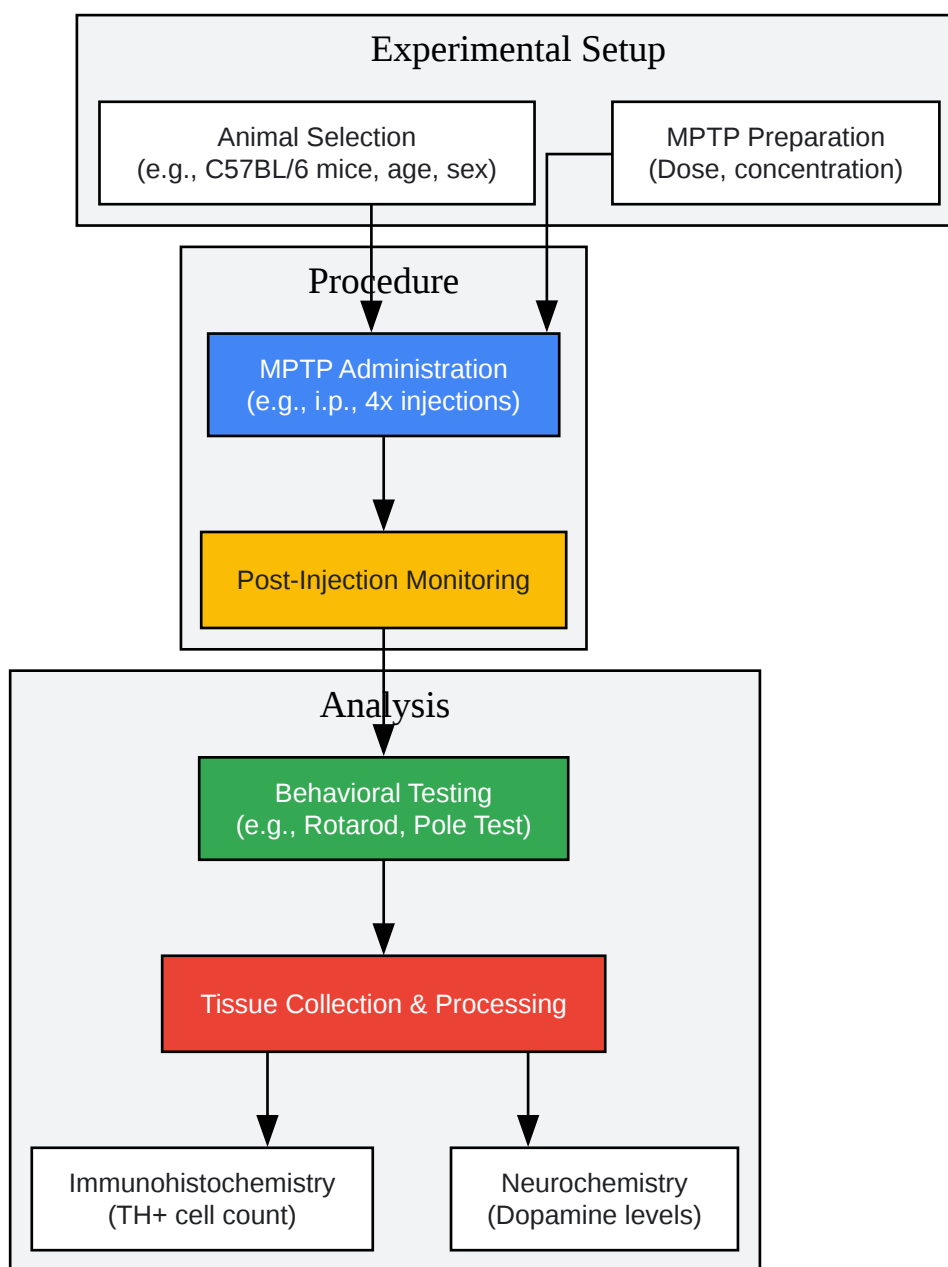 Experimental Setup
Animal Selection
(e.g., C57BL/6 mice, age, sex)
MPTP Preparation
(Dose, concentration)
Procedure
MPTP Administration
(e.g., i.p., 4x injections)
Post-Injection Monitoring
Analysis
Behavioral Testing
(e.g., Rotarod, Pole Test)
Tissue Collection & Processing
Immunohistochemistry
(TH+ cell count)
Neurochemistry
(Dopamine levels)